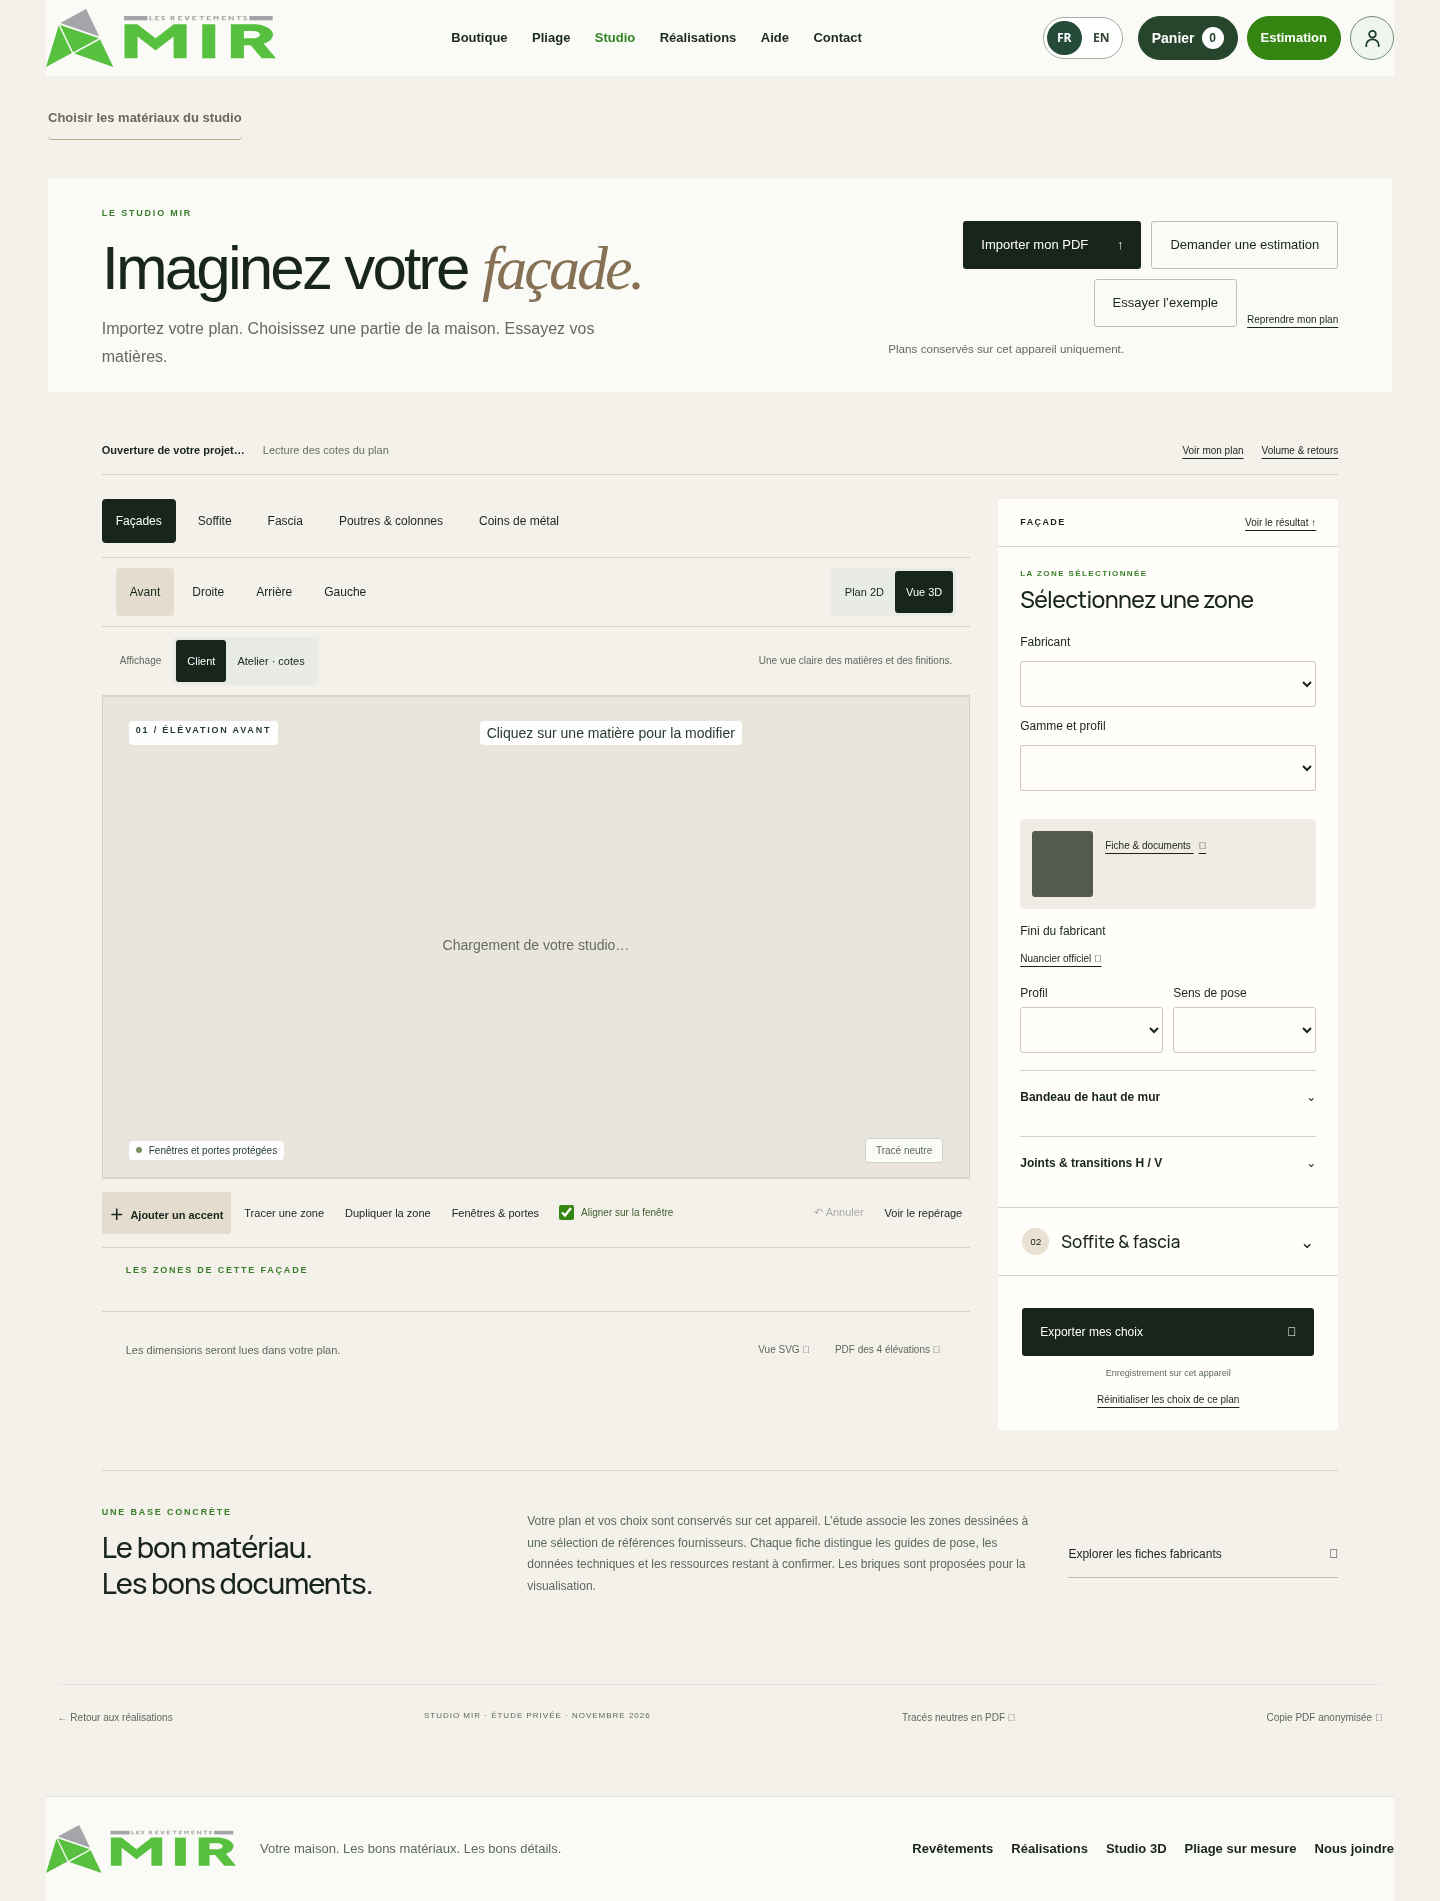 LES REVETEMENTS
MIR
Boutique Pliage Studio Réalisations Aide Contact
FR EN
Panier 0
Estimation
Choisir les matériaux du studio
LE STUDIO MIR
Imaginez votre façade.
Importez votre plan. Choisissez une partie de la maison. Essayez vos
matières.
Importer mon PDF ↑
Demander une estimation
Essayer l'exemple
Reprendre mon plan
Plans conservés sur cet appareil uniquement.
Ouverture de votre projet… Lecture des cotes du plan
Voir mon plan Volume & retours
Façades Soffite Fascia Poutres & colonnes Coins de métal
Avant Droite Arrière Gauche
Plan 2D Vue 3D
Affichage Client Atelier · cotes
Une vue claire des matières et des finitions.
01 / ÉLÉVATION AVANT
Cliquez sur une matière pour la modifier
Chargement de votre studio…
Fenêtres et portes protégées
Tracé neutre
+ Ajouter un accent Tracer une zone Dupliquer la zone Fenêtres & portes Aligner sur la fenêtre
↶ Annuler Voir le repérage
LES ZONES DE CETTE FAÇADE
Les dimensions seront lues dans votre plan.
Vue SVG PDF des 4 élévations
FAÇADE
Voir le résultat ↑
LA ZONE SÉLECTIONNÉE
Sélectionnez une zone
Fabricant
Gamme et profil
Fiche & documents
Fini du fabricant
Nuancier officiel
Profil Sens de pose
Bandeau de haut de mur
Joints & transitions H / V
02 Soffite & fascia
Exporter mes choix
Enregistrement sur cet appareil
Réinitialiser les choix de ce plan
UNE BASE CONCRÈTE
Le bon matériau.
Les bons documents.
Votre plan et vos choix sont conservés sur cet appareil. L'étude associe les zones dessinées à
une sélection de références fournisseurs. Chaque fiche distingue les guides de pose, les
données techniques et les ressources restant à confirmer. Les briques sont proposées pour la
visualisation.
Explorer les fiches fabricants
← Retour aux réalisations
STUDIO MIR · ÉTUDE PRIVÉE · NOVEMBRE 2026
Tracés neutres en PDF
Copie PDF anonymisée
LES REVETEMENTS
MIR
Votre maison. Les bons matériaux. Les bons détails.
Revêtements Réalisations Studio 3D Pliage sur mesure Nous joindre